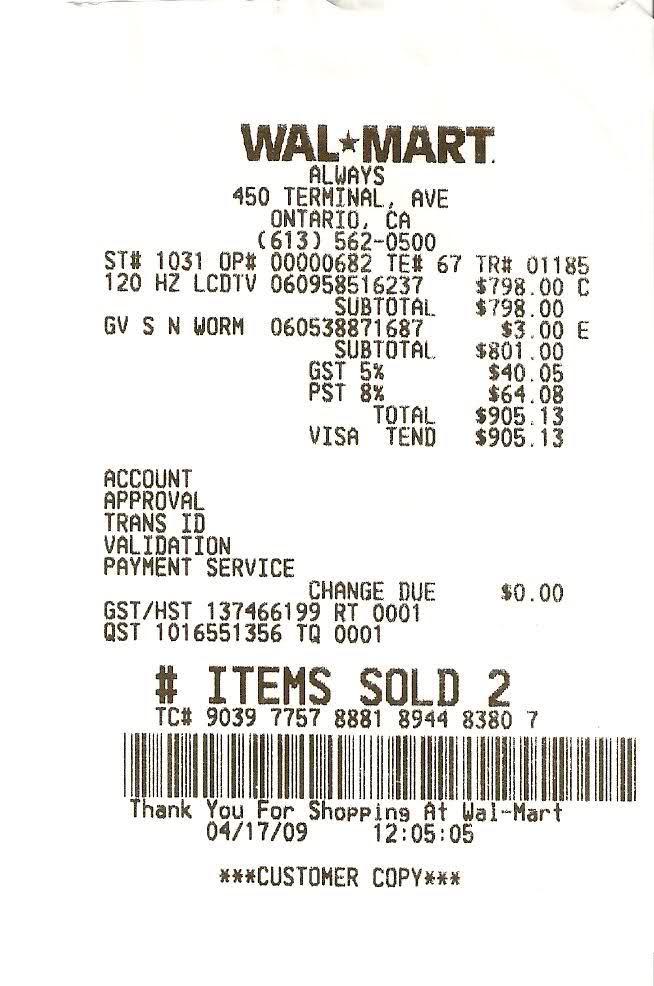 WAL★MART.
ALWAYS
450 TERMINAL, AVE
ONTARIO, CA
(613) 562-0500
ST# 1031 OP# 00000682 TE# 67 TR# 01185
120 HZ LCDTV 060958516237 $798.00 C
SUBTOTAL $798.00
GV S N WORM 060538871687 $3.00 E
SUBTOTAL $801.00
GST 5% $40.05
PST 8% $64.08
TOTAL $905.13
VISA TEND $905.13
ACCOUNT
APPROVAL
TRANS ID
VALIDATION
PAYMENT SERVICE
CHANGE DUE $0.00
GST/HST 137466199 RT 0001
QST 1016551356 TQ 0001
# ITEMS SOLD 2
TC# 9039 7757 8881 8944 8380 7
Thank You For Shopping At Wal-Mart
04/17/09 12:05:05
***CUSTOMER COPY***